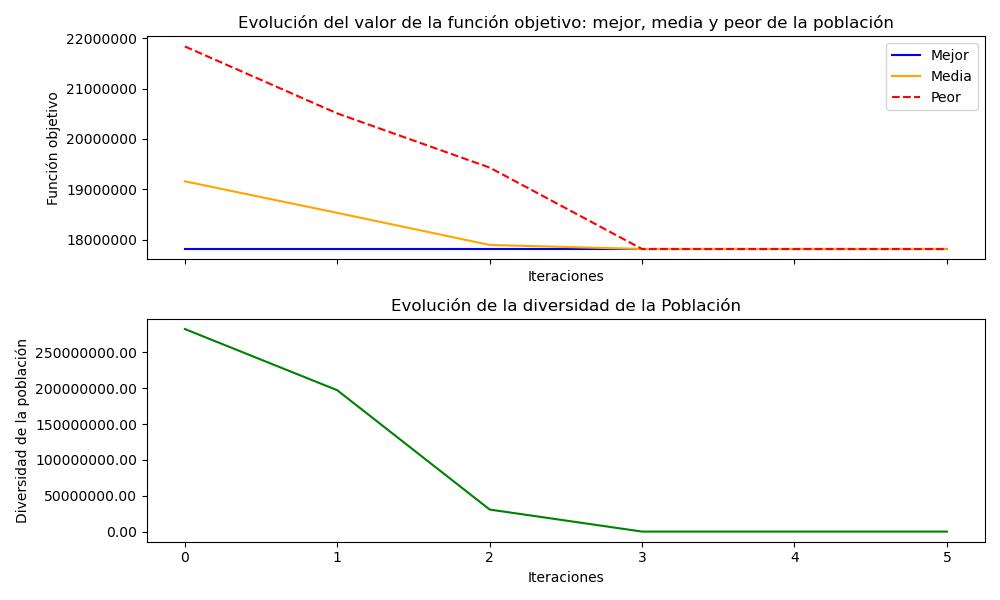 Evolución del valor de la función objetivo: mejor, media y peor de la población
22000000
21000000
20000000
19000000
18000000
Función objetivo
Mejor
Media
Peor
Iteraciones
Evolución de la diversidad de la Población
250000000.00
200000000.00
150000000.00
100000000.00
50000000.00
0.00
Diversidad de la población
0 1 2 3 4 5
Iteraciones